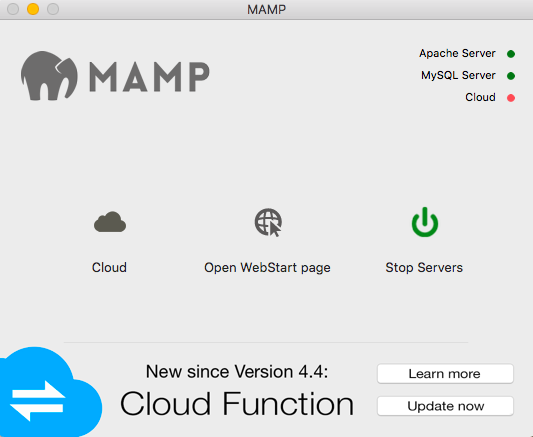 MAMP
MAMP
Apache Server
MySQL Server
Cloud
Cloud
Open WebStart page
Stop Servers
New since Version 4.4:
Cloud Function
Learn more
Update now